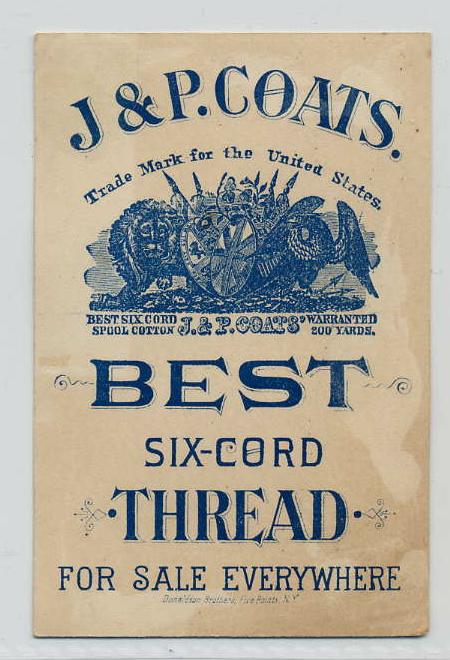 J & P. COATS.
Trade Mark for the United States.
BEST SIX CORD
SPOOL COTTON
J. & P. COATS'
WARRANTED
200 YARDS.
BEST
SIX-CORD
THREAD
FOR SALE EVERYWHERE
Donaldson Brothers, Five Points, N.Y.